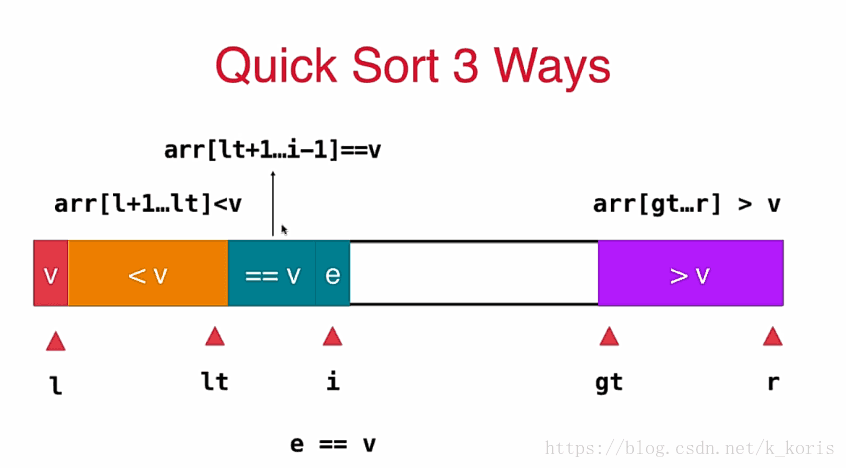 Quick Sort 3 Ways
arr[lt+1…i-1]==v
arr[l+1…lt]<v
arr[gt…r] > v
v
< v
== v
e
> v
l
lt
i
gt
r
e == v
https://blog.csdn.net/k_koris